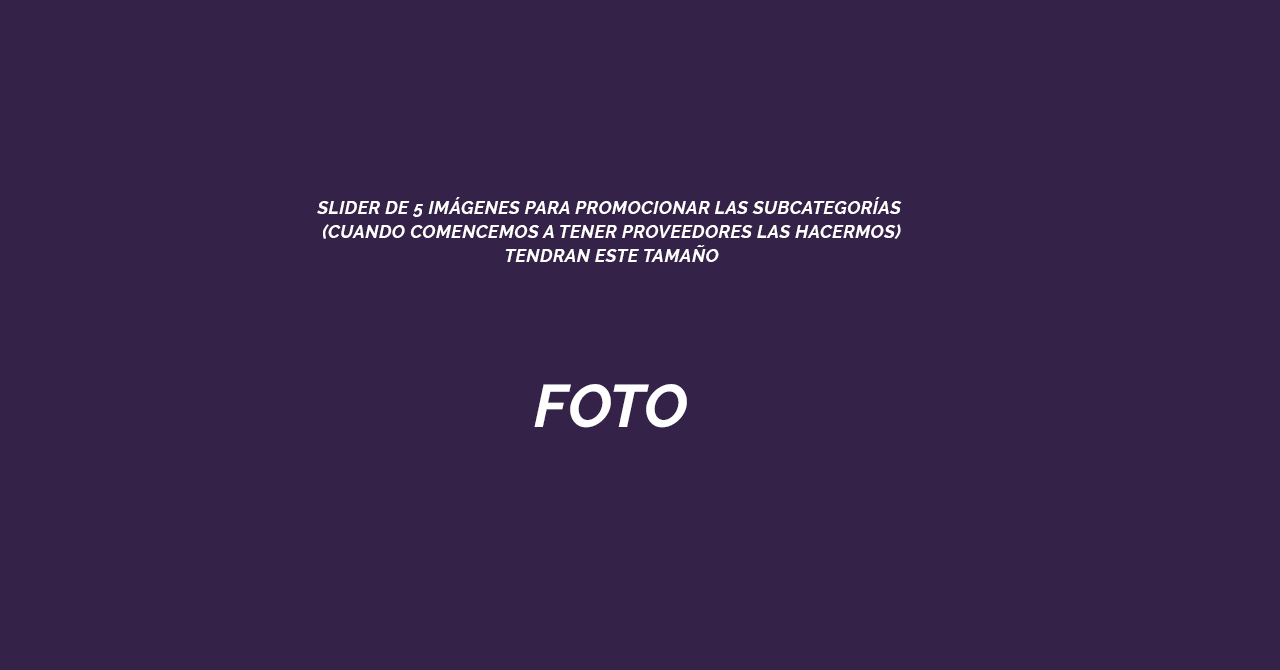 SLIDER DE 5 IMÁGENES PARA PROMOCIONAR LAS SUBCATEGORÍAS
(CUANDO COMENCEMOS A TENER PROVEEDORES LAS HACERMOS)
TENDRAN ESTE TAMAÑO
FOTO